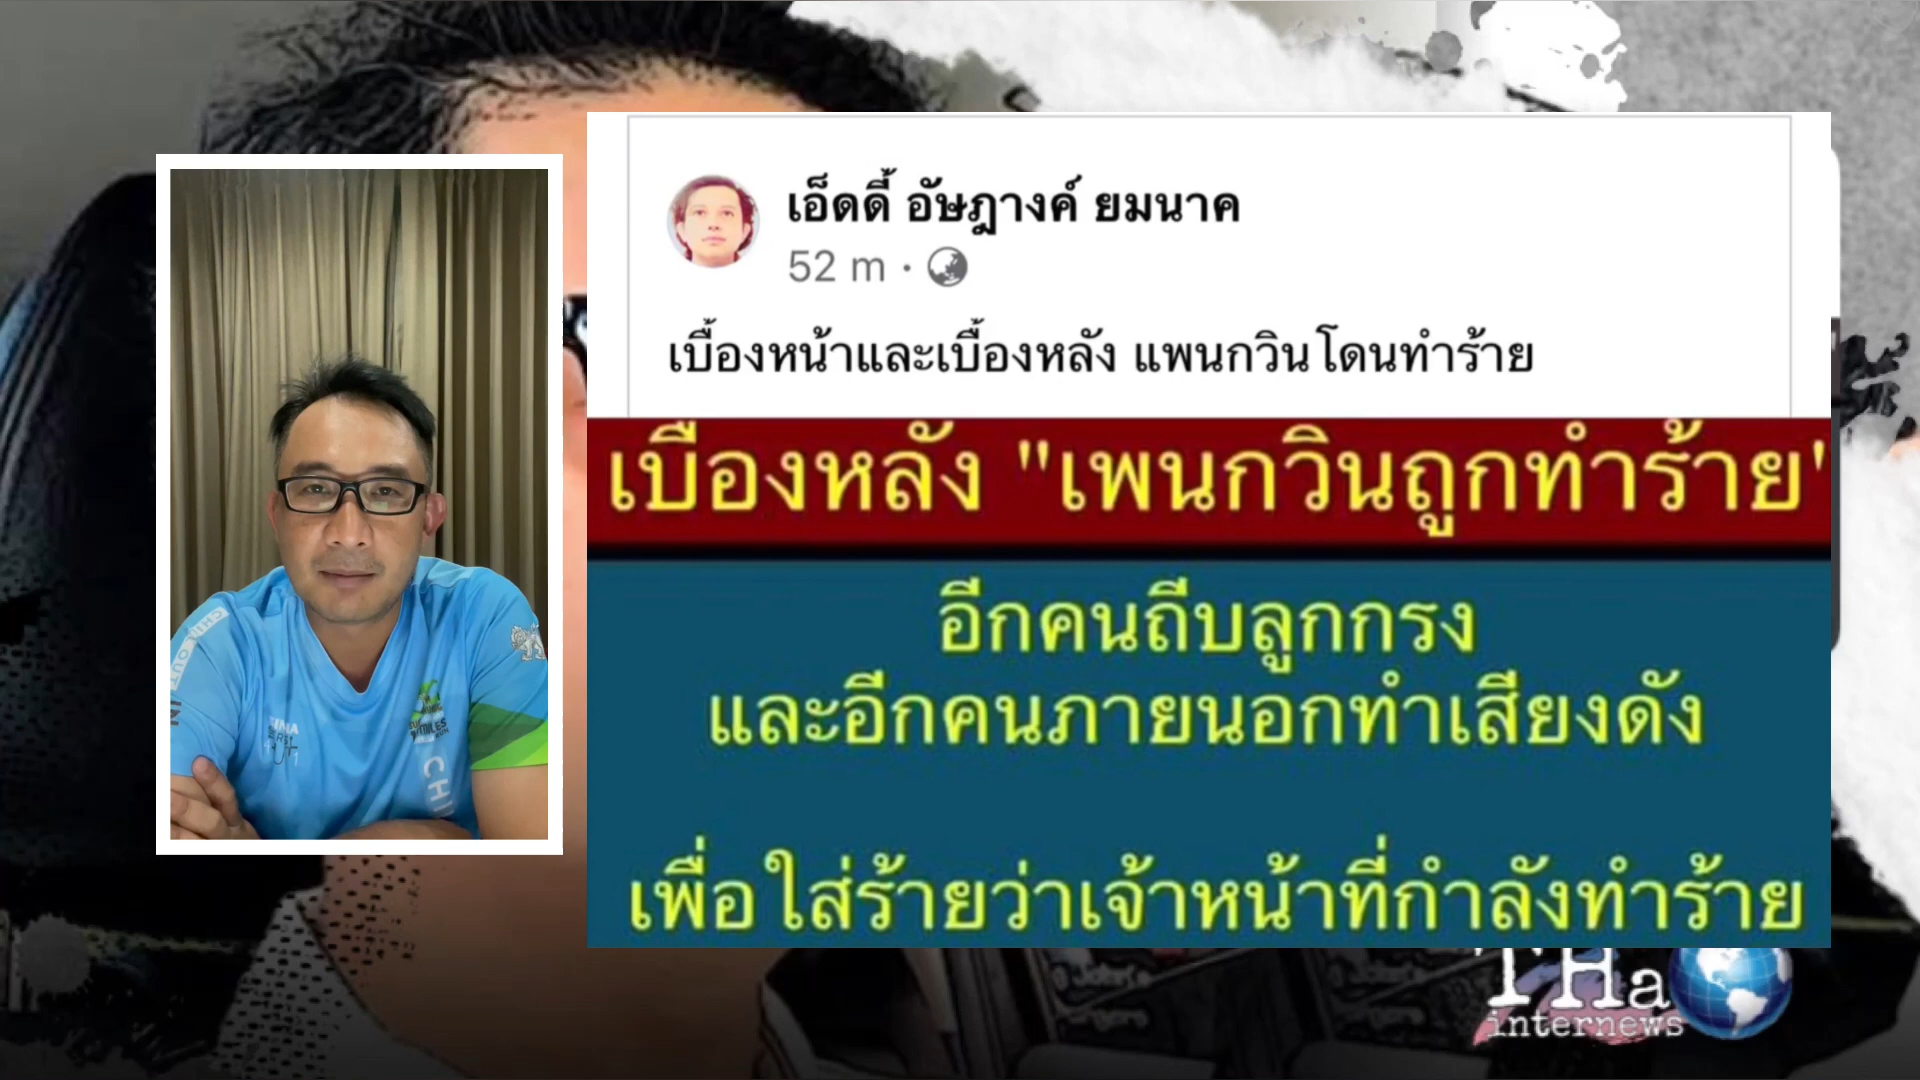 เอ็ดดี้ อัษฎางค์ ยมนาค
52 m ·
เบื้องหน้าและเบื้องหลัง แพนกวินโดนทำร้าย
เบื้องหลัง "เพนกวินถูกทำร้าย"
อีกคนถีบลูกกรง
และอีกคนภายนอกทำเสียงดัง
เพื่อใส่ร้ายว่าเจ้าหน้าที่กำลังทำร้าย
CHI
OUT
MILES
RUN
CHI
THa
internews